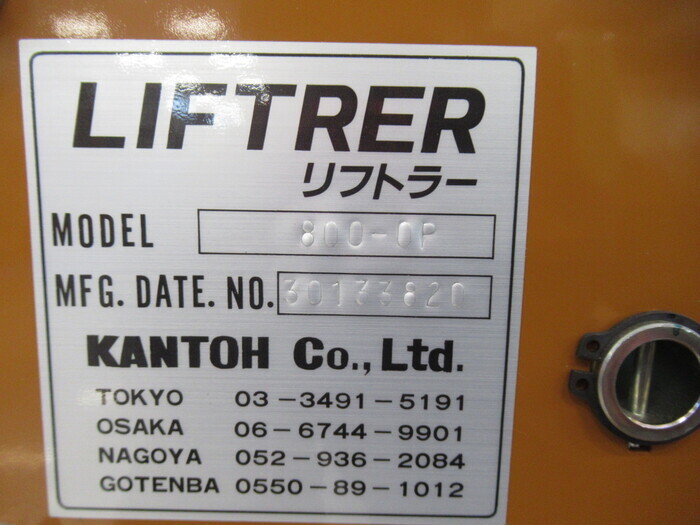 LIFTRER
リフトラー
MODEL 800-OP
MFG. DATE. NO. 30133820
KANTOH Co., Ltd.
TOKYO 03-3491-5191
OSAKA 06-6744-9901
NAGOYA 052-936-2084
GOTENBA 0550-89-1012